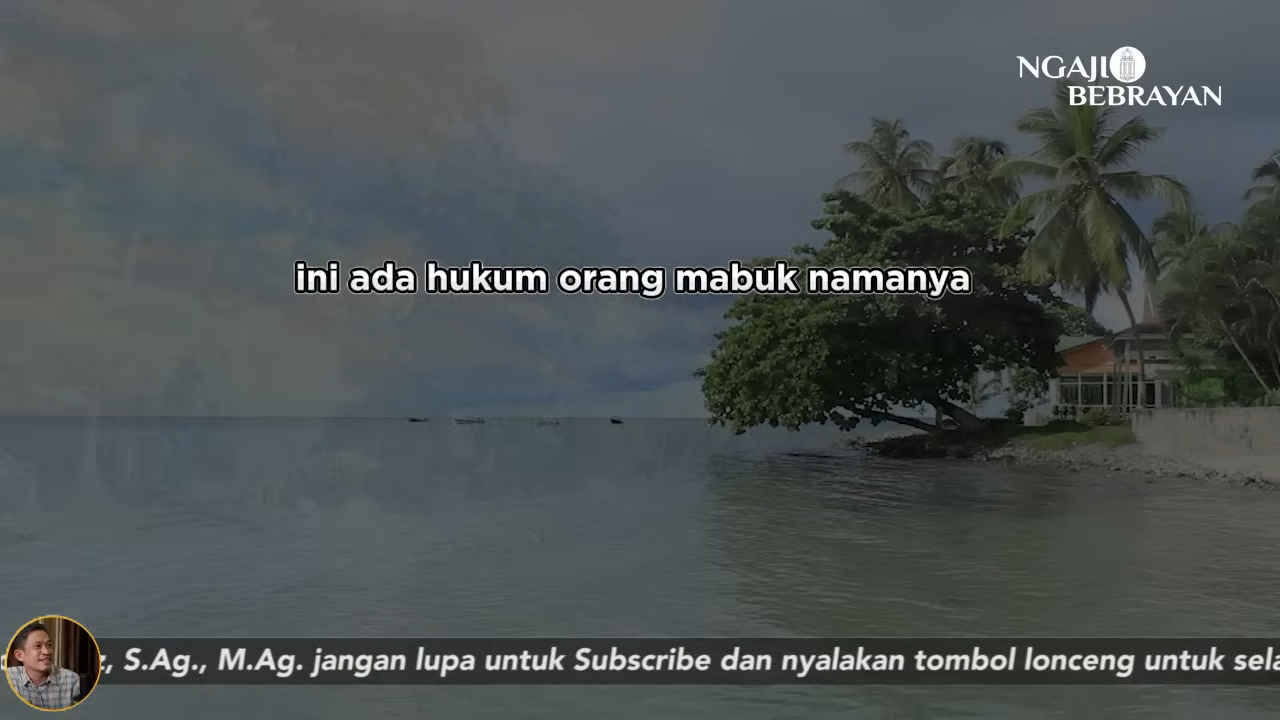 NGAJI
BEBRAYAN
ini ada hukum orang mabuk namanya
, S.Ag., M.Ag. jangan lupa untuk Subscribe dan nyalakan tombol lonceng untuk